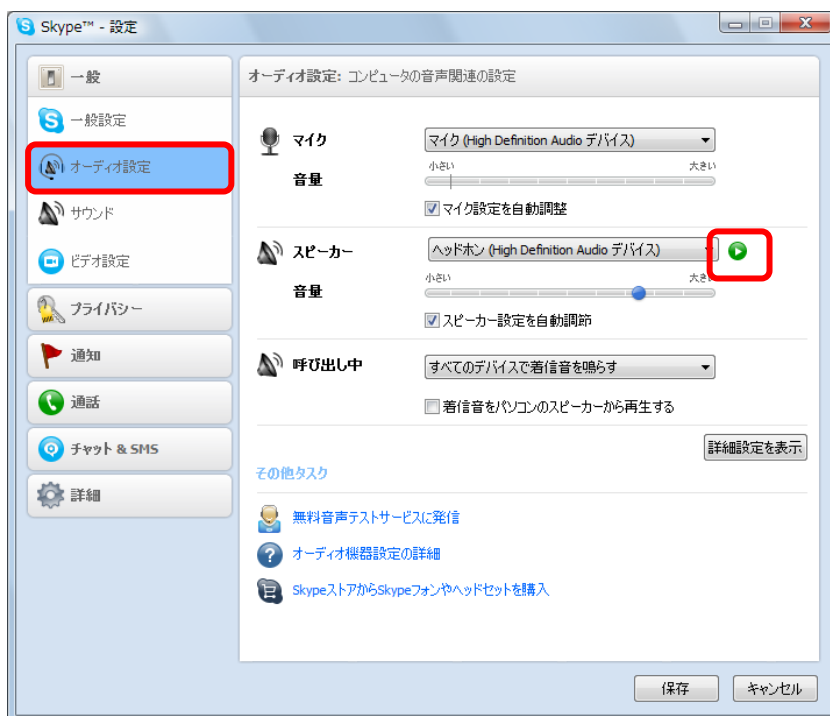 Skype™ - 設定
一般
一般設定
オーディオ設定
サウンド
ビデオ設定
プライバシー
通知
通話
チャット & SMS
詳細
オーディオ設定: コンピュータの音声関連の設定
マイク
マイク (High Definition Audio デバイス)
音量
小さい
大きい
マイク設定を自動調整
スピーカー
ヘッドホン (High Definition Audio デバイス)
音量
小さい
大きい
スピーカー設定を自動調節
呼び出し中
すべてのデバイスで着信音を鳴らす
着信音をパソコンのスピーカーから再生する
詳細設定を表示
その他タスク
無料音声テストサービスに発信
オーディオ機器設定の詳細
SkypeストアからSkypeフォンやヘッドセットを購入
保存
キャンセル